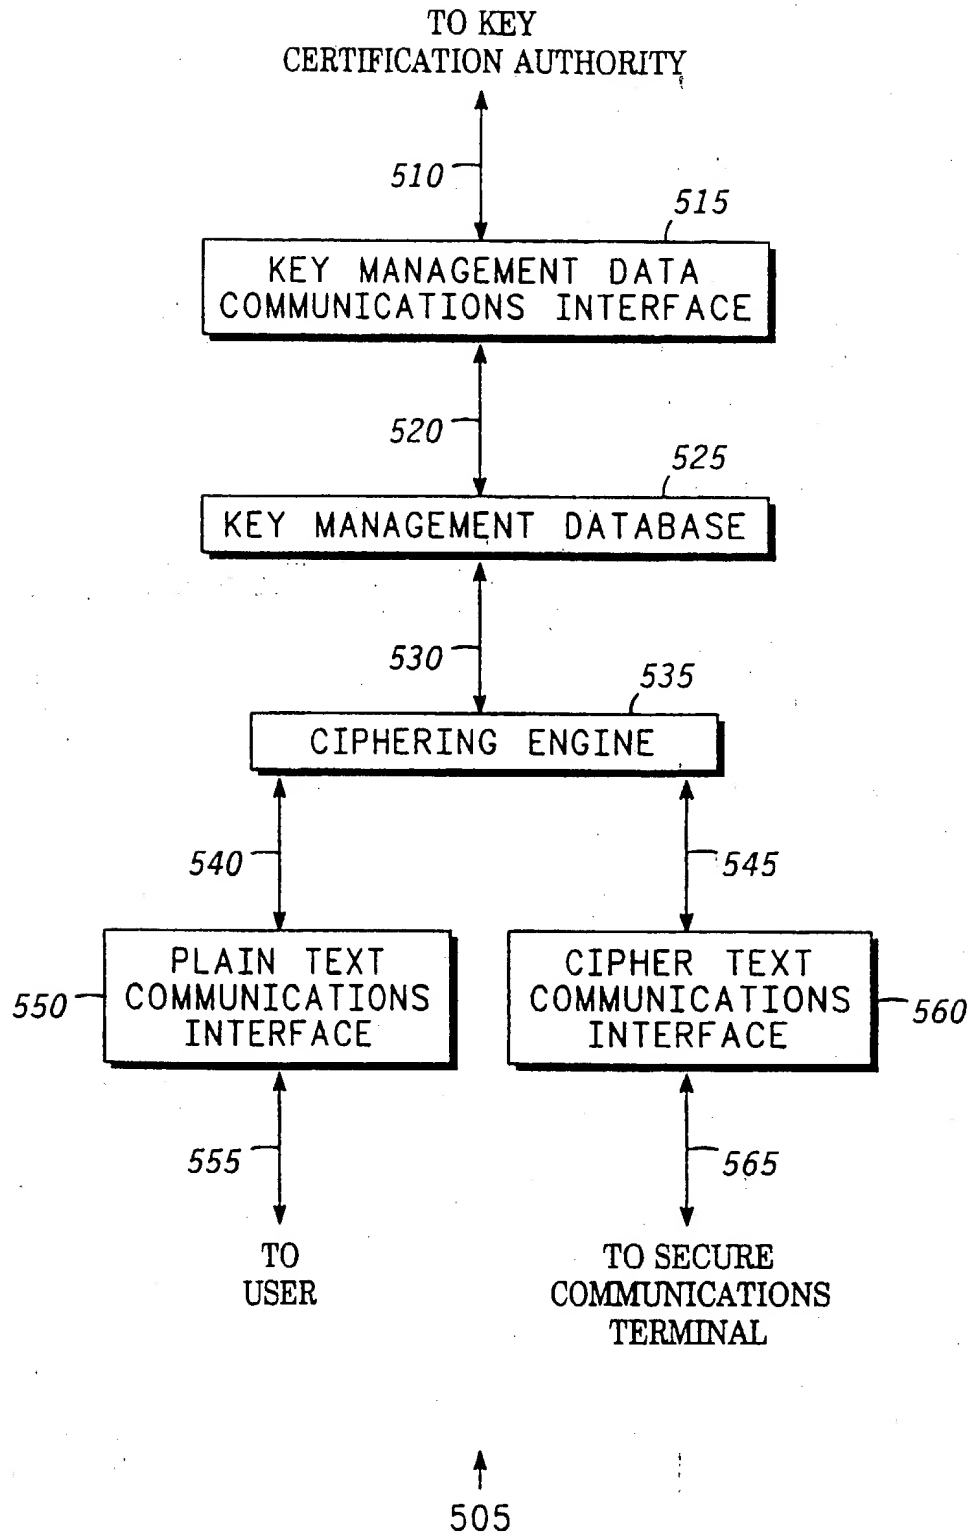 TO KEY
CERTIFICATION AUTHORITY
510
515
KEY MANAGEMENT DATA
COMMUNICATIONS INTERFACE
520
525
KEY MANAGEMENT DATABASE
530
535
CIPHERING ENGINE
540
545
PLAIN TEXT
COMMUNICATIONS
INTERFACE
550
CIPHER TEXT
COMMUNICATIONS
INTERFACE
560
555
565
TO
USER
TO SECURE
COMMUNICATIONS
TERMINAL
505